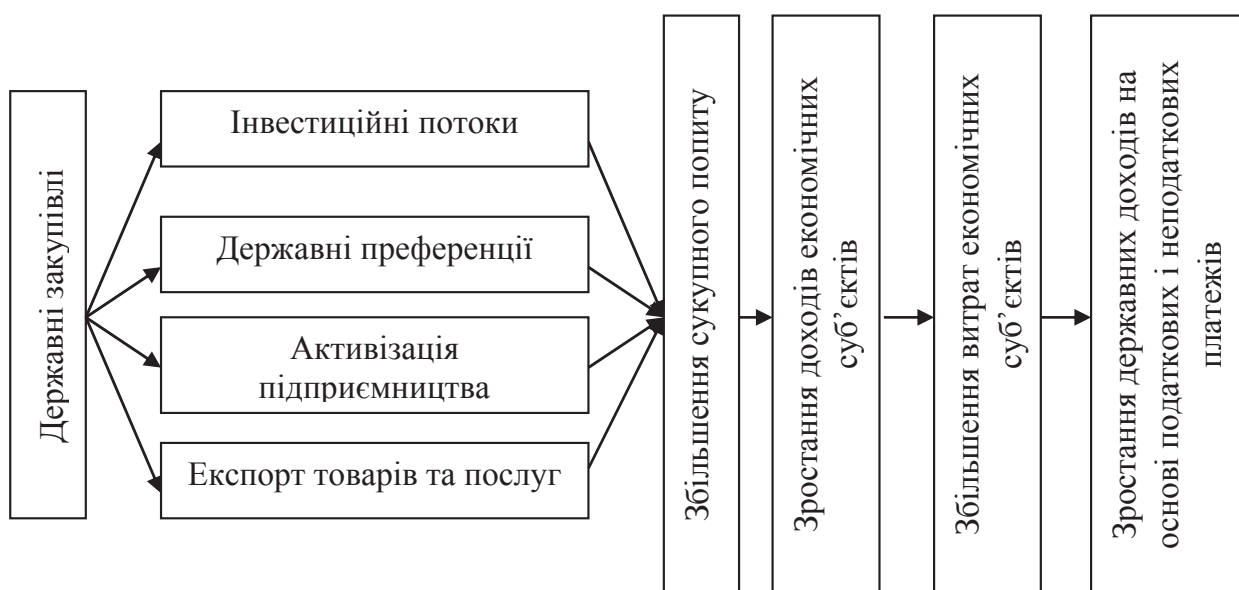 Державні закупівлі
Інвестиційні потоки
Державні преференції
Активізація
підприємництва
Експорт товарів та послуг
Збільшення сукупного попиту
Зростання доходів економічних
суб’єктів
Збільшення витрат економічних
суб’єктів
Зростання державних доходів на
основі податкових і неподаткових
платежів